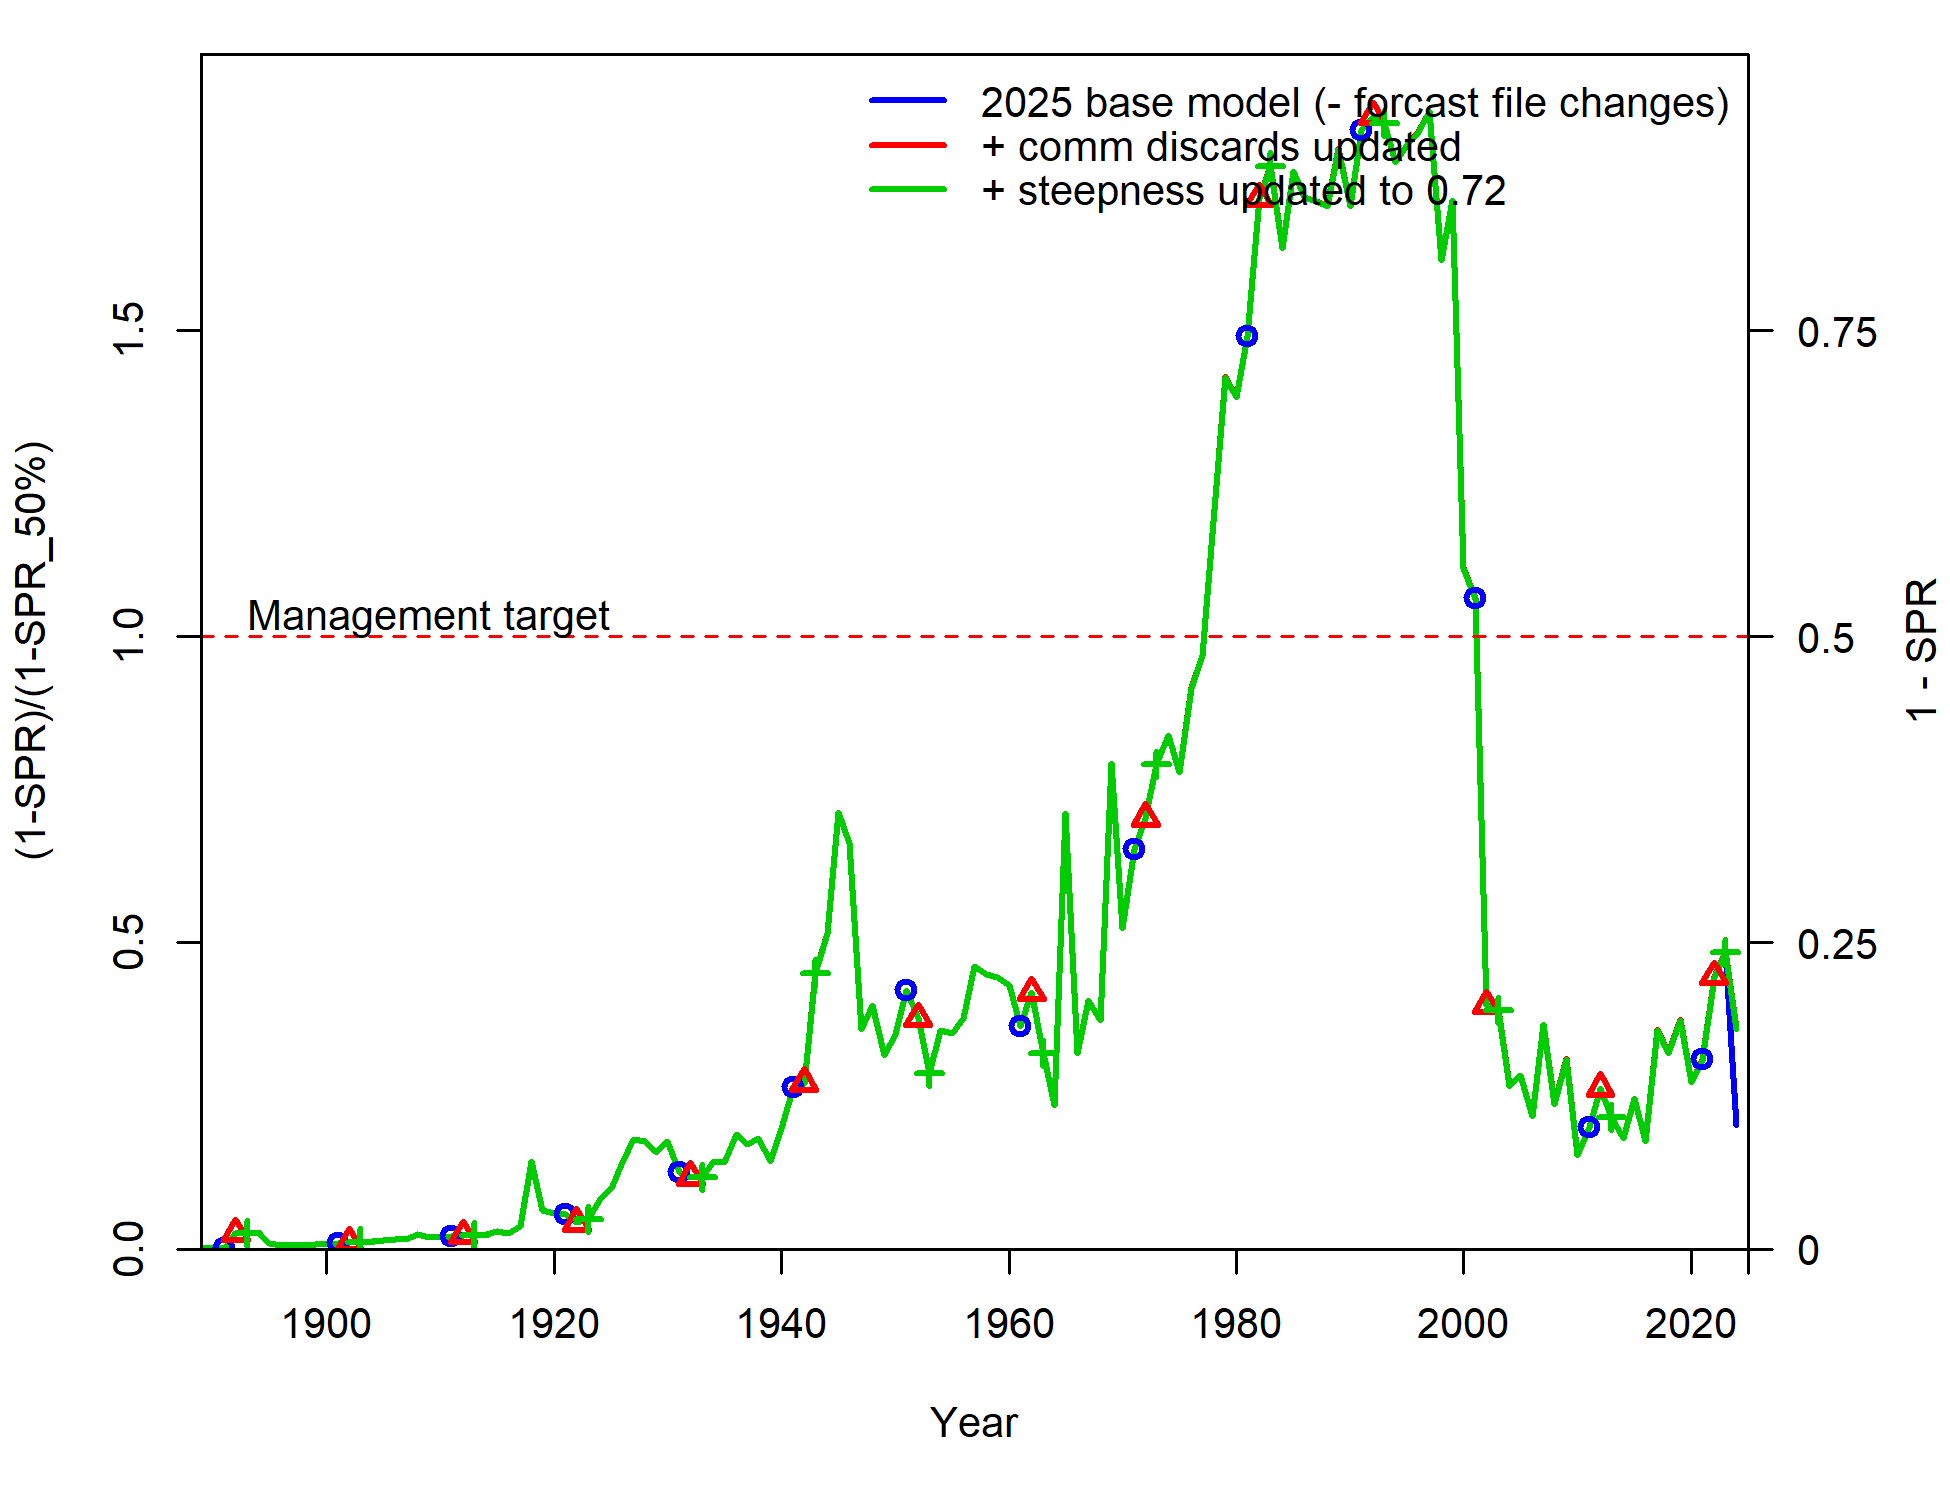 2025 base model (- forcast file changes)
+ comm discards updated
+ steepness updated to 0.72
Management target
(1-SPR)/(1-SPR_50%)
0.0
0.5
1.0
1.5
1 - SPR
0
0.25
0.5
0.75
1900
1920
1940
1960
1980
2000
2020
Year